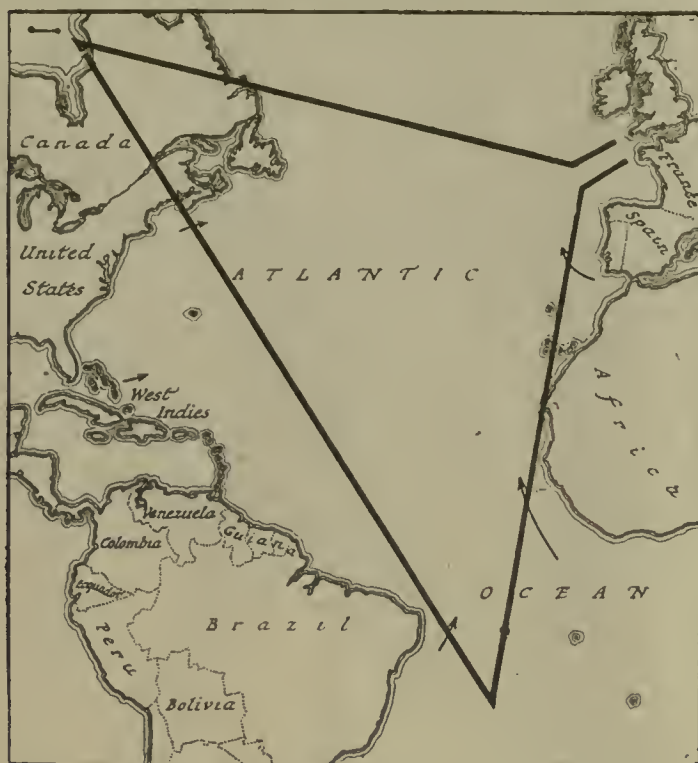 Canada
France
Spain
United
States
ATLANTIC
West
Indies
Africa
Venezuela
Guiana
Colombia
Ecuador
OCEAN
Brazil
Peru
Bolivia